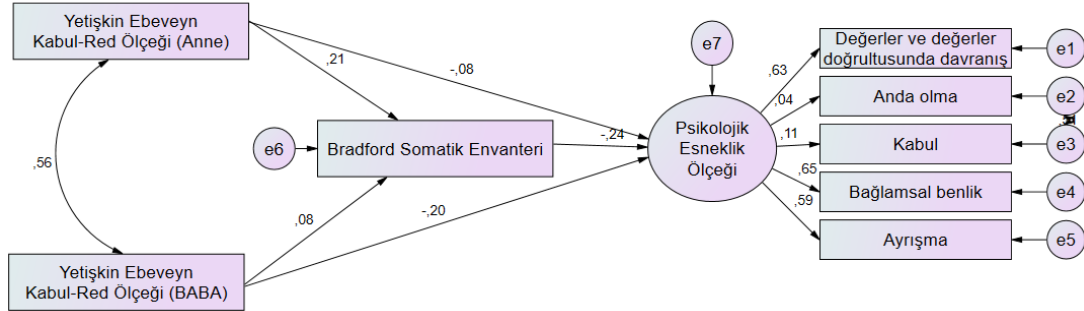 Yetişkin Ebeveyn
Kabul-Red Ölçeği (Anne)
e7
Değerler ve değerler
doğrultusunda davranış
e1
,21
-,08
,63
,04
Anda olma
e2
e6
Bradford Somatik Envanteri
-,24
Psikolojik
Esneklik
Ölçeği
,11
Kabul
e3
,56
,65
Bağlamsal benlik
e4
,08
-,20
,59
Ayrışma
e5
Yetişkin Ebeveyn
Kabul-Red Ölçeği (BABA)